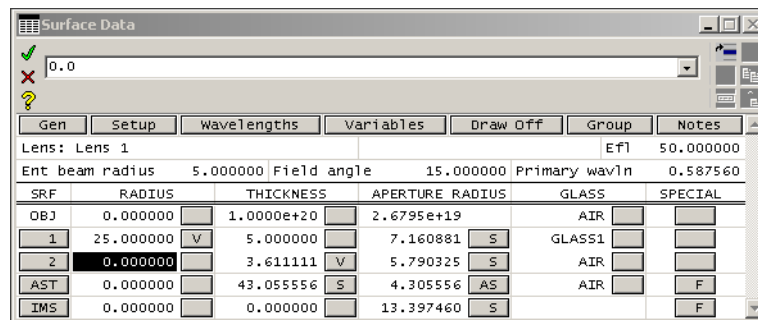 Surface Data
0.0
Gen Setup Wavelengths Variables Draw Off Group Notes
Lens: Lens 1 Efl 50.000000
Ent beam radius 5.000000 Field angle 15.000000 Primary wavln 0.587560
SRF RADIUS THICKNESS APERTURE RADIUS GLASS SPECIAL
OBJ 0.000000 1.0000e+20 2.6795e+19 AIR
1 25.000000 V 5.000000 7.160881 S GLASS1
2 0.000000 3.611111 V 5.790325 S AIR
AST 0.000000 43.055556 S 4.305556 AS AIR F
IMS 0.000000 0.000000 13.397460 S F